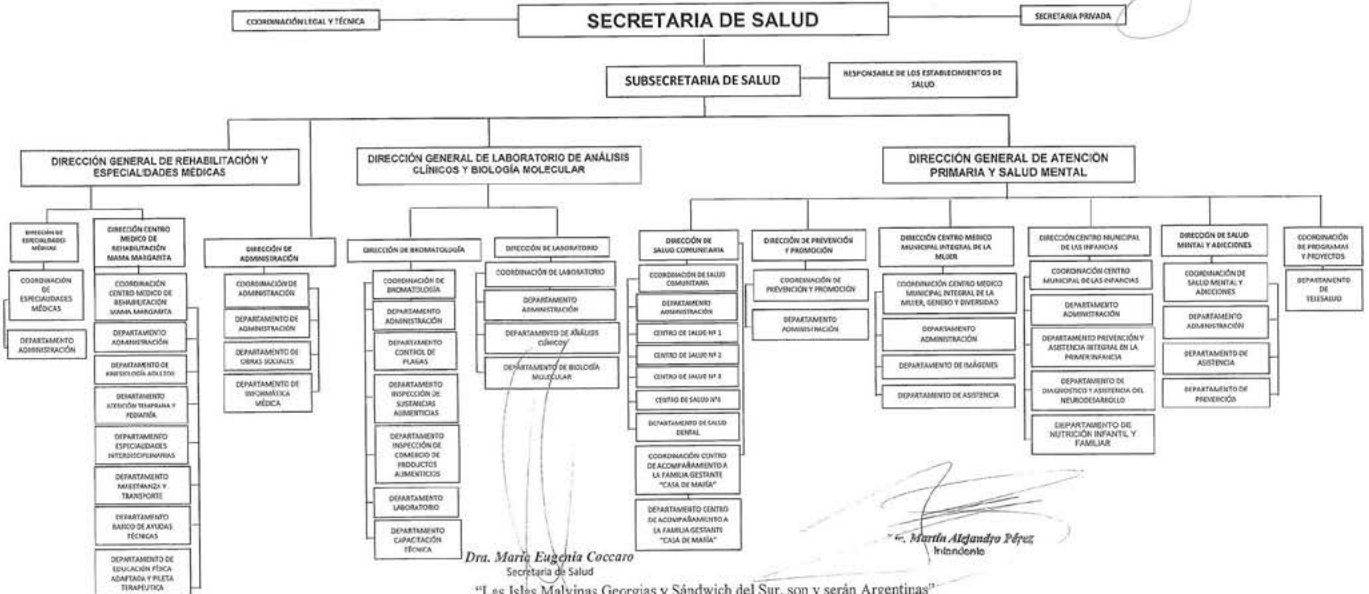 COORDINACIÓN LEGAL Y TÉCNICA
SECRETARIA DE SALUD
SECRETARIA PRIVADA
SUBSECRETARIA DE SALUD
RESPONSABLE DE LOS ESTABLECIMIENTOS DE
SALUD
DIRECCIÓN GENERAL DE REHABILITACIÓN Y
ESPECIALIDADES MÉDICAS
DIRECCIÓN GENERAL DE LABORATORIO DE ANÁLISIS
CLÍNICOS Y BIOLOGÍA MOLECULAR
DIRECCIÓN GENERAL DE ATENCIÓN
PRIMARIA Y SALUD MENTAL
DIRECCIÓN DE
ESPECIALIDADES
MÉDICAS
COORDINACIÓN
DE
ESPECIALIDADES
MÉDICAS
DEPARTAMENTO
ADMINISTRACIÓN
DIRECCIÓN CENTRO
MEDICO DE
REHABILITACIÓN
MAMA MARGARITA
COORDINACIÓN
CENTRO MEDICO DE
REHABILITACIÓN
MAMA MARGARITA
DEPARTAMENTO
ADMINISTRACIÓN
DEPARTAMENTO DE
KINESIOLOGÍA ADULTOS
DEPARTAMENTO
ATENCIÓN TEMPRANA Y
PEDIATRÍA
DEPARTAMENTO
ESPECIALIDADES
INTERDISCIPLINARIAS
DEPARTAMENTO
MAESTRANZA Y
TRANSPORTE
DEPARTAMENTO
BANCO DE AYUDAS
TÉCNICAS
DEPARTAMENTO DE
EDUCACIÓN FÍSICA
ADAPTADA Y PILETA
TERAPEUTICA
DIRECCIÓN DE
ADMINISTRACIÓN
COORDINACIÓN DE
ADMINISTRACIÓN
DEPARTAMENTO DE
ADMINISTRACIÓN
DEPARTAMENTO DE
OBRAS SOCIALES
DEPARTAMENTO DE
INFORMÁTICA
MÉDICA
DIRECCIÓN DE BROMATOLOGÍA
COORDINACIÓN DE
BROMATOLOGÍA
DEPARTAMENTO
ADMINISTRACIÓN
DEPARTAMENTO
CONTROL DE
PLAGAS
DEPARTAMENTO
INSPECCIÓN DE
SUSTANCIAS
ALIMENTICIAS
DEPARTAMENTO
INSPECCIÓN DE
COMERCIO DE
PRODUCTOS
ALIMENTICIOS
DEPARTAMENTO
LABORATORIO
DEPARTAMENTO
CAPACITACIÓN
TÉCNICA
DIRECCIÓN DE LABORATORIO
COORDINACIÓN DE LABORATORIO
DEPARTAMENTO
ADMINISTRACIÓN
DEPARTAMENTO DE ANÁLISIS
CLÍNICOS
DEPARTAMENTO DE BIOLOGÍA
MOLECULAR
DIRECCIÓN DE
SALUD COMUNITARIA
COORDINACIÓN DE SALUD
COMUNITARIA
DEPARTAMENTO
ADMINISTRACIÓN
CENTRO DE SALUD Nº 1
CENTRO DE SALUD Nº 2
CENTRO DE SALUD Nº 3
CENTRO DE SALUD
DEPARTAMENTO DE SALUD
DENTAL
COORDINACIÓN CENTRO
DE ACOMPAÑAMIENTO A
LA FAMILIA GESTANTE
"CASA DE MARÍA"
DEPARTAMENTO CENTRO
DE ACOMPAÑAMIENTO A
LA FAMILIA GESTANTE
"CASA DE MARÍA"
DIRECCIÓN DE PREVENCIÓN
Y PROMOCIÓN
COORDINACIÓN DE
PREVENCIÓN Y PROMOCIÓN
DEPARTAMENTO
ADMINISTRACIÓN
DIRECCIÓN CENTRO MEDICO
MUNICIPAL INTEGRAL DE LA
MUJER
COORDINACIÓN CENTRO MEDICO
MUNICIPAL INTEGRAL DE LA
MUJER, GENERO Y DIVERSIDAD
DEPARTAMENTO
ADMINISTRACIÓN
DEPARTAMENTO DE IMÁGENES
DEPARTAMENTO DE ASISTENCIA
DIRECCIÓN CENTRO MUNICIPAL
DE LAS INFANCIAS
COORDINACIÓN CENTRO
MUNICIPAL DE LAS INFANCIAS
DEPARTAMENTO
ADMINISTRACIÓN
DEPARTAMENTO PREVENCIÓN Y
ASISTENCIA INTEGRAL EN LA
PRIMER INFANCIA
DEPARTAMENTO DE
DIAGNOSTICO Y ASISTENCIA DEL
NEURODESARROLLO
DEPARTAMENTO DE
NUTRICIÓN INFANTIL Y
FAMILIAR
DIRECCIÓN DE SALUD
MENTAL Y ADICCIONES
COORDINACIÓN DE
SALUD MENTAL Y
ADICCIONES
DEPARTAMENTO
ADMINISTRACIÓN
DEPARTAMENTO DE
ASISTENCIA
DEPARTAMENTO DE
PREVENCIÓN
COORDINACIÓN
DE PROGRAMAS
Y PROYECTOS
DEPARTAMENTO
DE
TELESALUD
Dra. María Eugenia Coccaro
Secretaria de Salud
Martín Alejandro Pérez
Intendente
"Las Islas Malvinas Georgias y Sándwich del Sur, son y serán Argentinas"